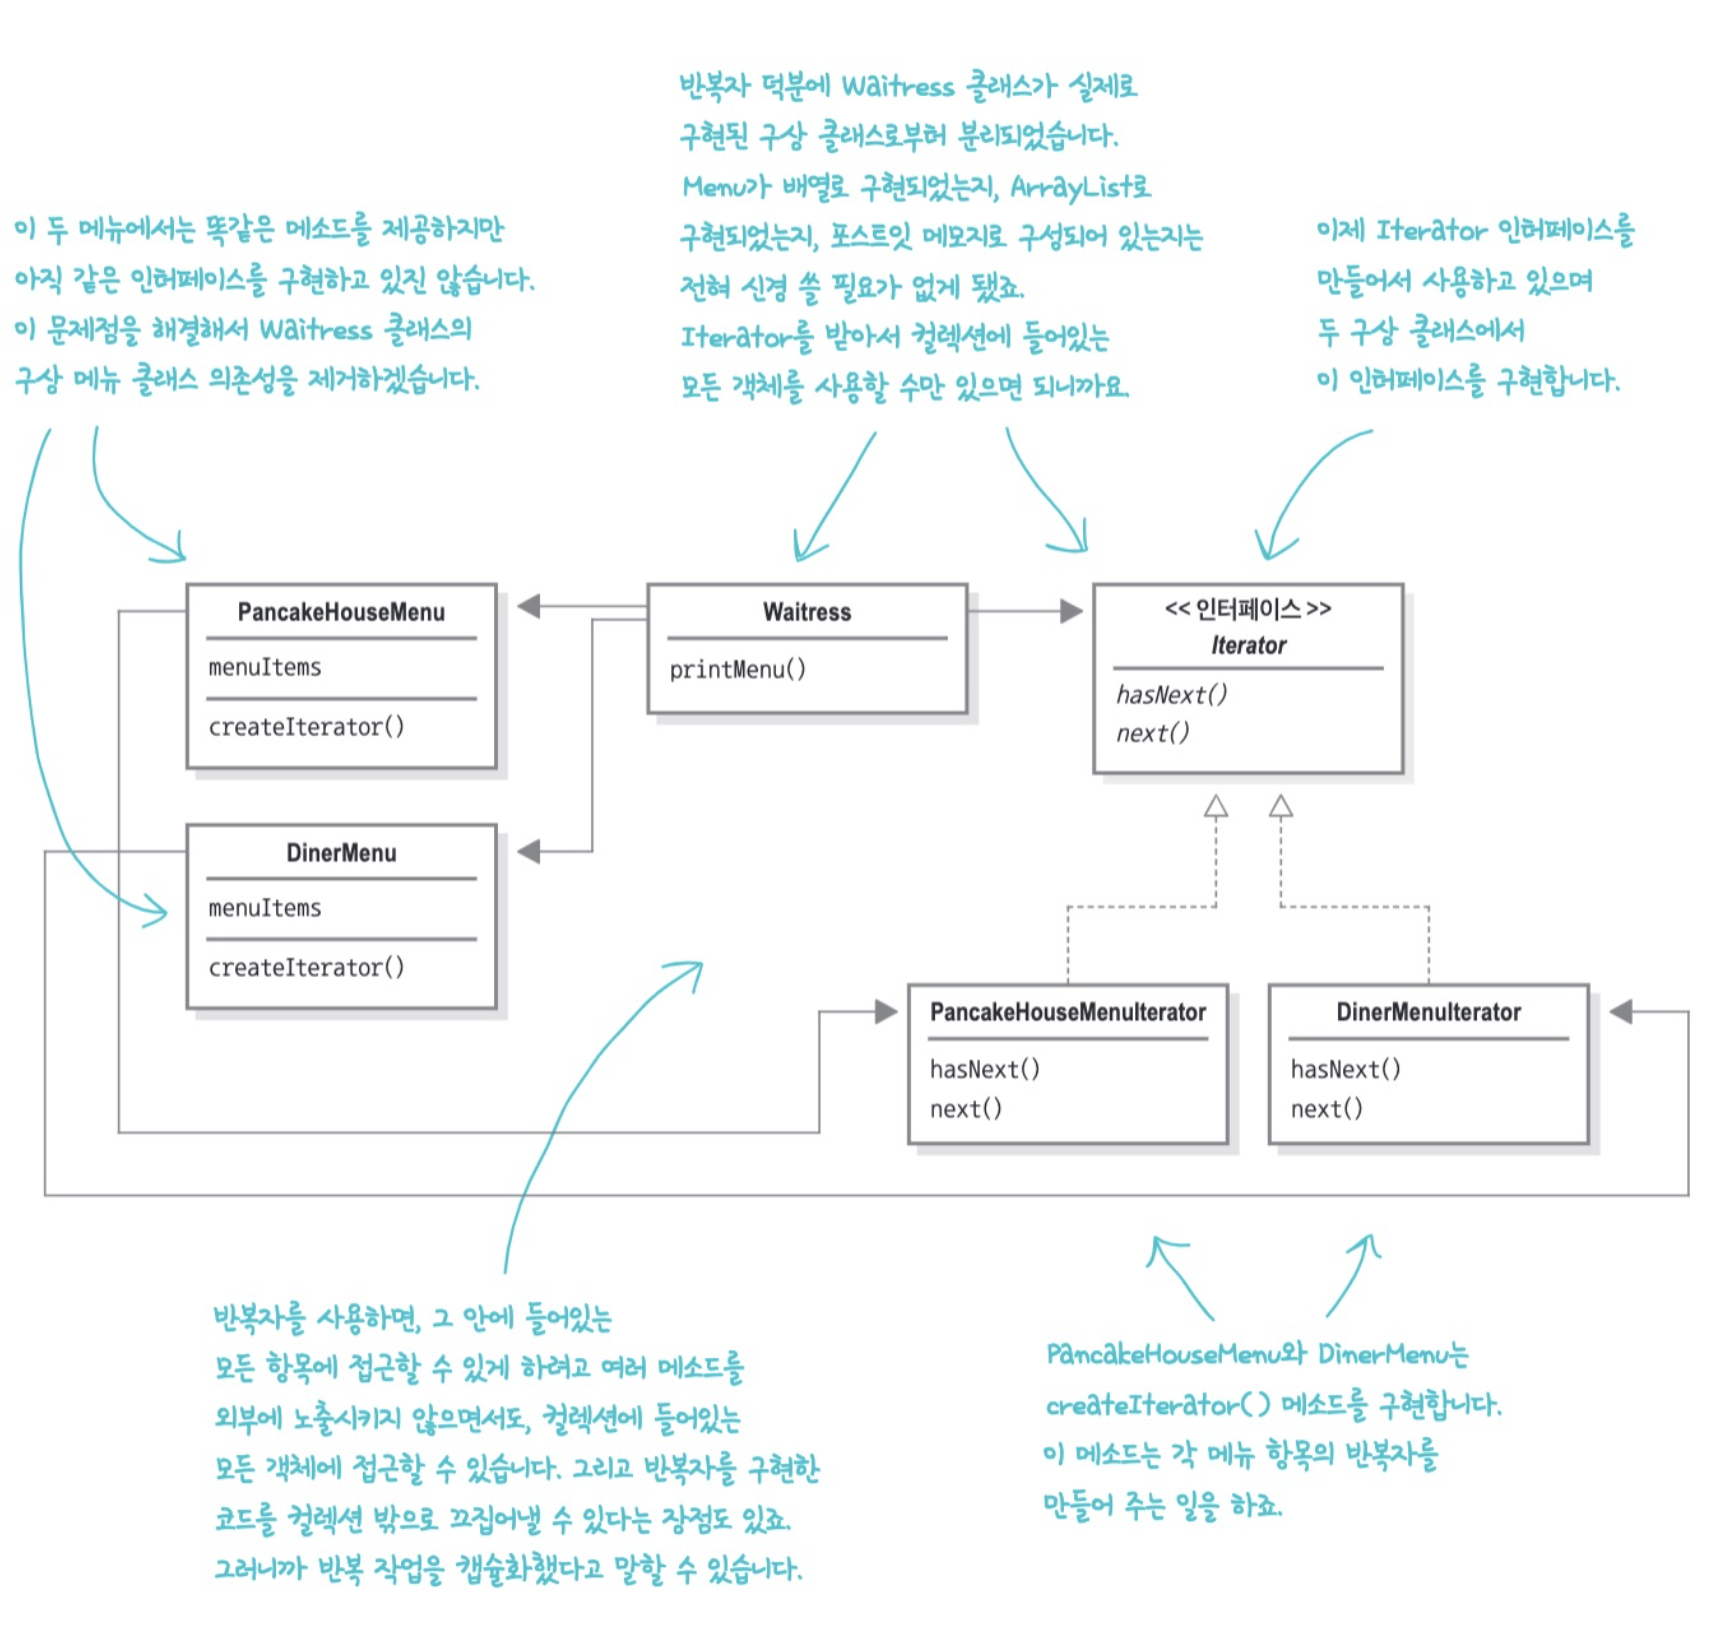 반복자 덕분에 Waitress 클래스가 실제로
구현된 구상 클래스로부터 분리되었습니다.
Menu가 배열로 구현되었는지, ArrayList로
구현되었는지, 포스트잇 메모지로 구성되어 있는지는
전혀 신경 쓸 필요가 없게 됐죠.
Iterator를 받아서 컬렉션에 들어있는
모든 객체를 사용할 수만 있으면 되니까요.
이 두 메뉴에서는 똑같은 메소드를 제공하지만
아직 같은 인터페이스를 구현하고 있진 않습니다.
이 문제점을 해결해서 Waitress 클래스의
구상 메뉴 클래스 의존성을 제거하겠습니다.
이제 Iterator 인터페이스를
만들어서 사용하고 있으며
두 구상 클래스에서
이 인터페이스를 구현합니다.
PancakeHouseMenu
menuItems
createIterator()
Waitress
printMenu()
<< 인터페이스 >>
Iterator
hasNext()
next()
DinerMenu
menuItems
createIterator()
PancakeHouseMenuIterator
hasNext()
next()
DinerMenuIterator
hasNext()
next()
반복자를 사용하면, 그 안에 들어있는
모든 항목에 접근할 수 있게 하려고 여러 메소드를
외부에 노출시키지 않으면서도, 컬렉션에 들어있는
모든 객체에 접근할 수 있습니다. 그리고 반복자를 구현한
코드를 컬렉션 밖으로 끄집어낼 수 있다는 장점도 있죠.
그러니까 반복 작업을 캡슐화했다고 말할 수 있습니다.
PancakeHouseMenu와 DinerMenu는
createIterator() 메소드를 구현합니다.
이 메소드는 각 메뉴 항목의 반복자를
만들어 주는 일을 하죠.